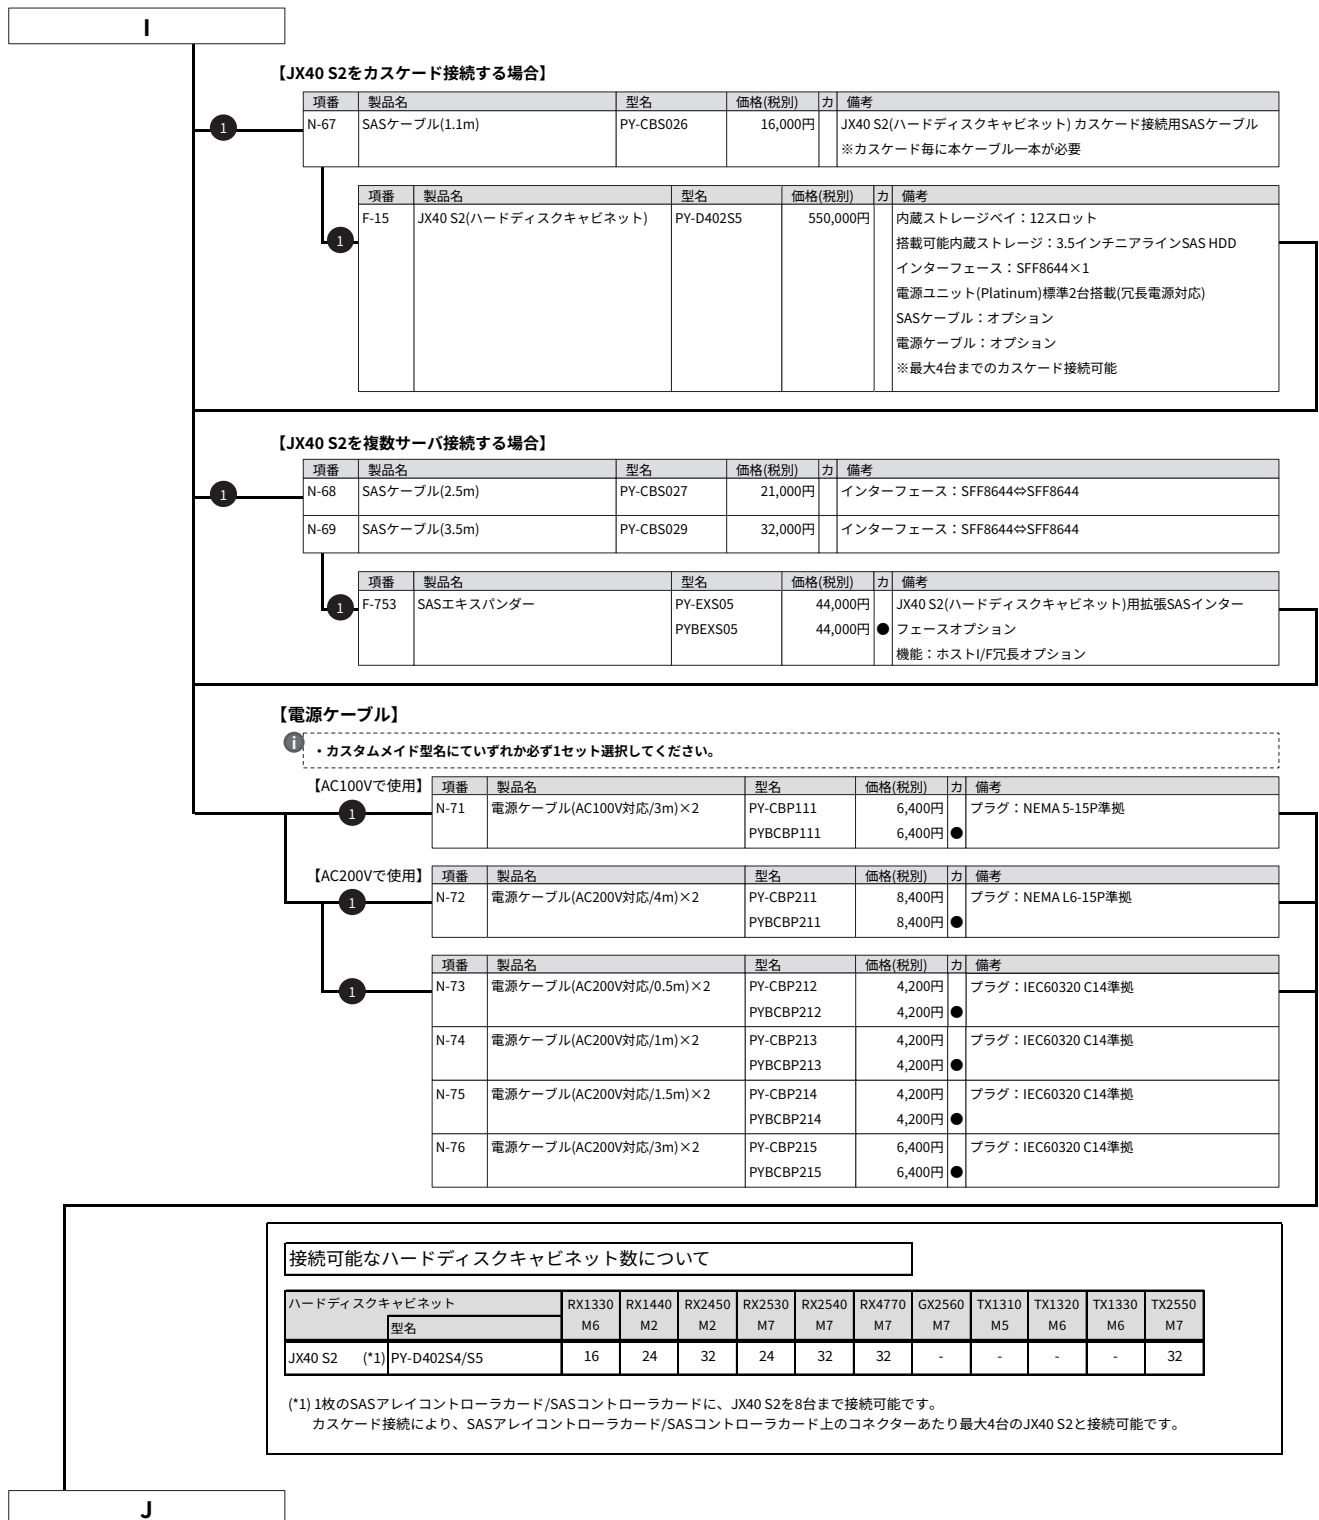 I
【JX40 S2をカスケード接続する場合】
項番 製品名 型名 価格(税別) カ 備考
1 N-67 SASケーブル(1.1m) PY-CBS026 16,000円 JX40 S2(ハードディスクキャビネット) カスケード接続用SASケーブル
※カスケード毎に本ケーブル一本が必要
項番 製品名 型名 価格(税別) カ 備考
1 F-15 JX40 S2(ハードディスクキャビネット) PY-D402S5 550,000円 内蔵ストレージベイ：12スロット
搭載可能内蔵ストレージ：3.5インチニアラインSAS HDD
インターフェース：SFF8644×1
電源ユニット(Platinum)標準2台搭載(冗長電源対応)
SASケーブル：オプション
電源ケーブル：オプション
※最大4台までのカスケード接続可能
【JX40 S2を複数サーバ接続する場合】
項番 製品名 型名 価格(税別) カ 備考
1 N-68 SASケーブル(2.5m) PY-CBS027 21,000円 インターフェース：SFF8644⇔SFF8644
N-69 SASケーブル(3.5m) PY-CBS029 32,000円 インターフェース：SFF8644⇔SFF8644
項番 製品名 型名 価格(税別) カ 備考
1 F-753 SASエキスパンダー PY-EXS05 44,000円 JX40 S2(ハードディスクキャビネット)用拡張SASインター
PYBEXS05 44,000円 ● フェースオプション
機能：ホストI/F冗長オプション
【電源ケーブル】
i ・カスタムメイド型名にていずれか必ず1セット選択してください。
【AC100Vで使用】 項番 製品名 型名 価格(税別) カ 備考
1 N-71 電源ケーブル(AC100V対応/3m)×2 PY-CBP111 6,400円 プラグ：NEMA 5-15P準拠
PYBCBP111 6,400円 ●
【AC200Vで使用】 項番 製品名 型名 価格(税別) カ 備考
1 N-72 電源ケーブル(AC200V対応/4m)×2 PY-CBP211 8,400円 プラグ：NEMA L6-15P準拠
PYBCBP211 8,400円 ●
項番 製品名 型名 価格(税別) カ 備考
1 N-73 電源ケーブル(AC200V対応/0.5m)×2 PY-CBP212 4,200円 プラグ：IEC60320 C14準拠
PYBCBP212 4,200円 ●
N-74 電源ケーブル(AC200V対応/1m)×2 PY-CBP213 4,200円 プラグ：IEC60320 C14準拠
PYBCBP213 4,200円 ●
N-75 電源ケーブル(AC200V対応/1.5m)×2 PY-CBP214 4,200円 プラグ：IEC60320 C14準拠
PYBCBP214 4,200円 ●
N-76 電源ケーブル(AC200V対応/3m)×2 PY-CBP215 6,400円 プラグ：IEC60320 C14準拠
PYBCBP215 6,400円 ●
接続可能なハードディスクキャビネット数について
ハードディスクキャビネット RX1330 RX1440 RX2450 RX2530 RX2540 RX4770 GX2560 TX1310 TX1320 TX1330 TX2550
型名 M6 M2 M2 M7 M7 M7 M7 M5 M6 M6 M7
JX40 S2 (*1) PY-D402S4/S5 16 24 32 24 32 32 - - - - 32
(*1) 1枚のSASアレイコントローラカード/SASコントローラカードに、JX40 S2を8台まで接続可能です。
カスケード接続により、SASアレイコントローラカード/SASコントローラカード上のコネクターあたり最大4台のJX40 S2と接続可能です。
J